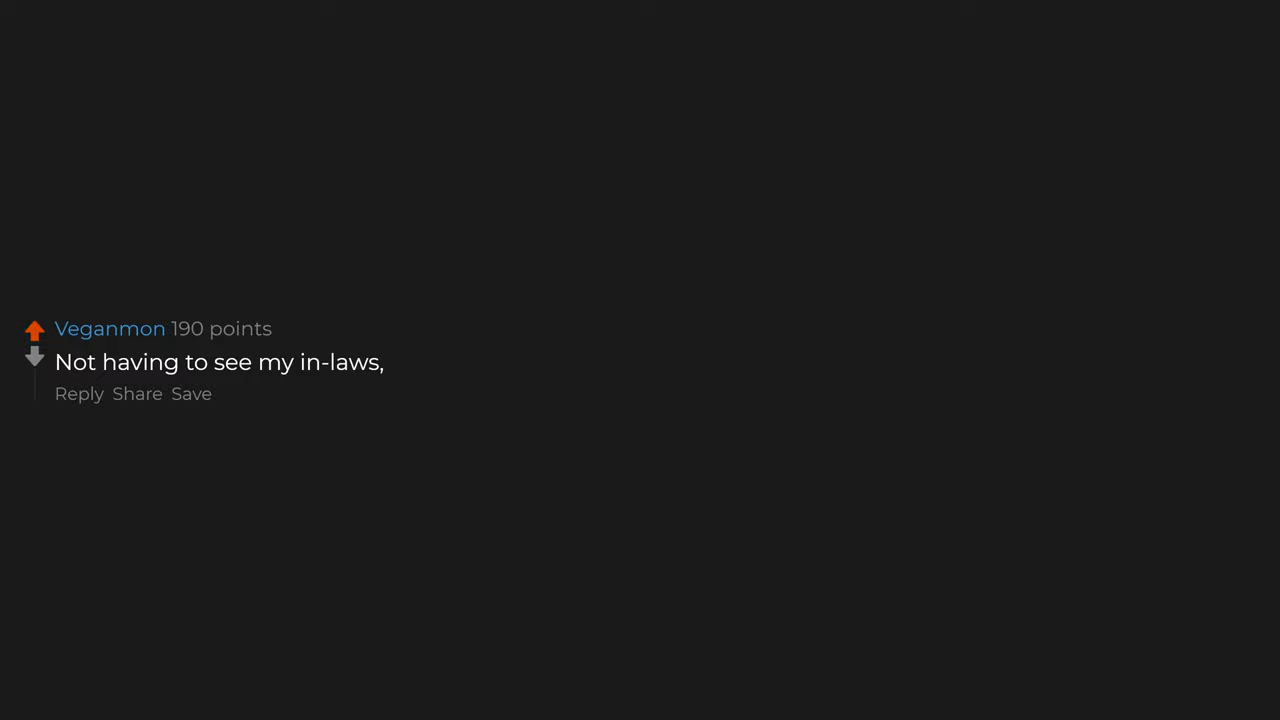 Veganmon 190 points
Not having to see my in-laws,
Reply Share Save